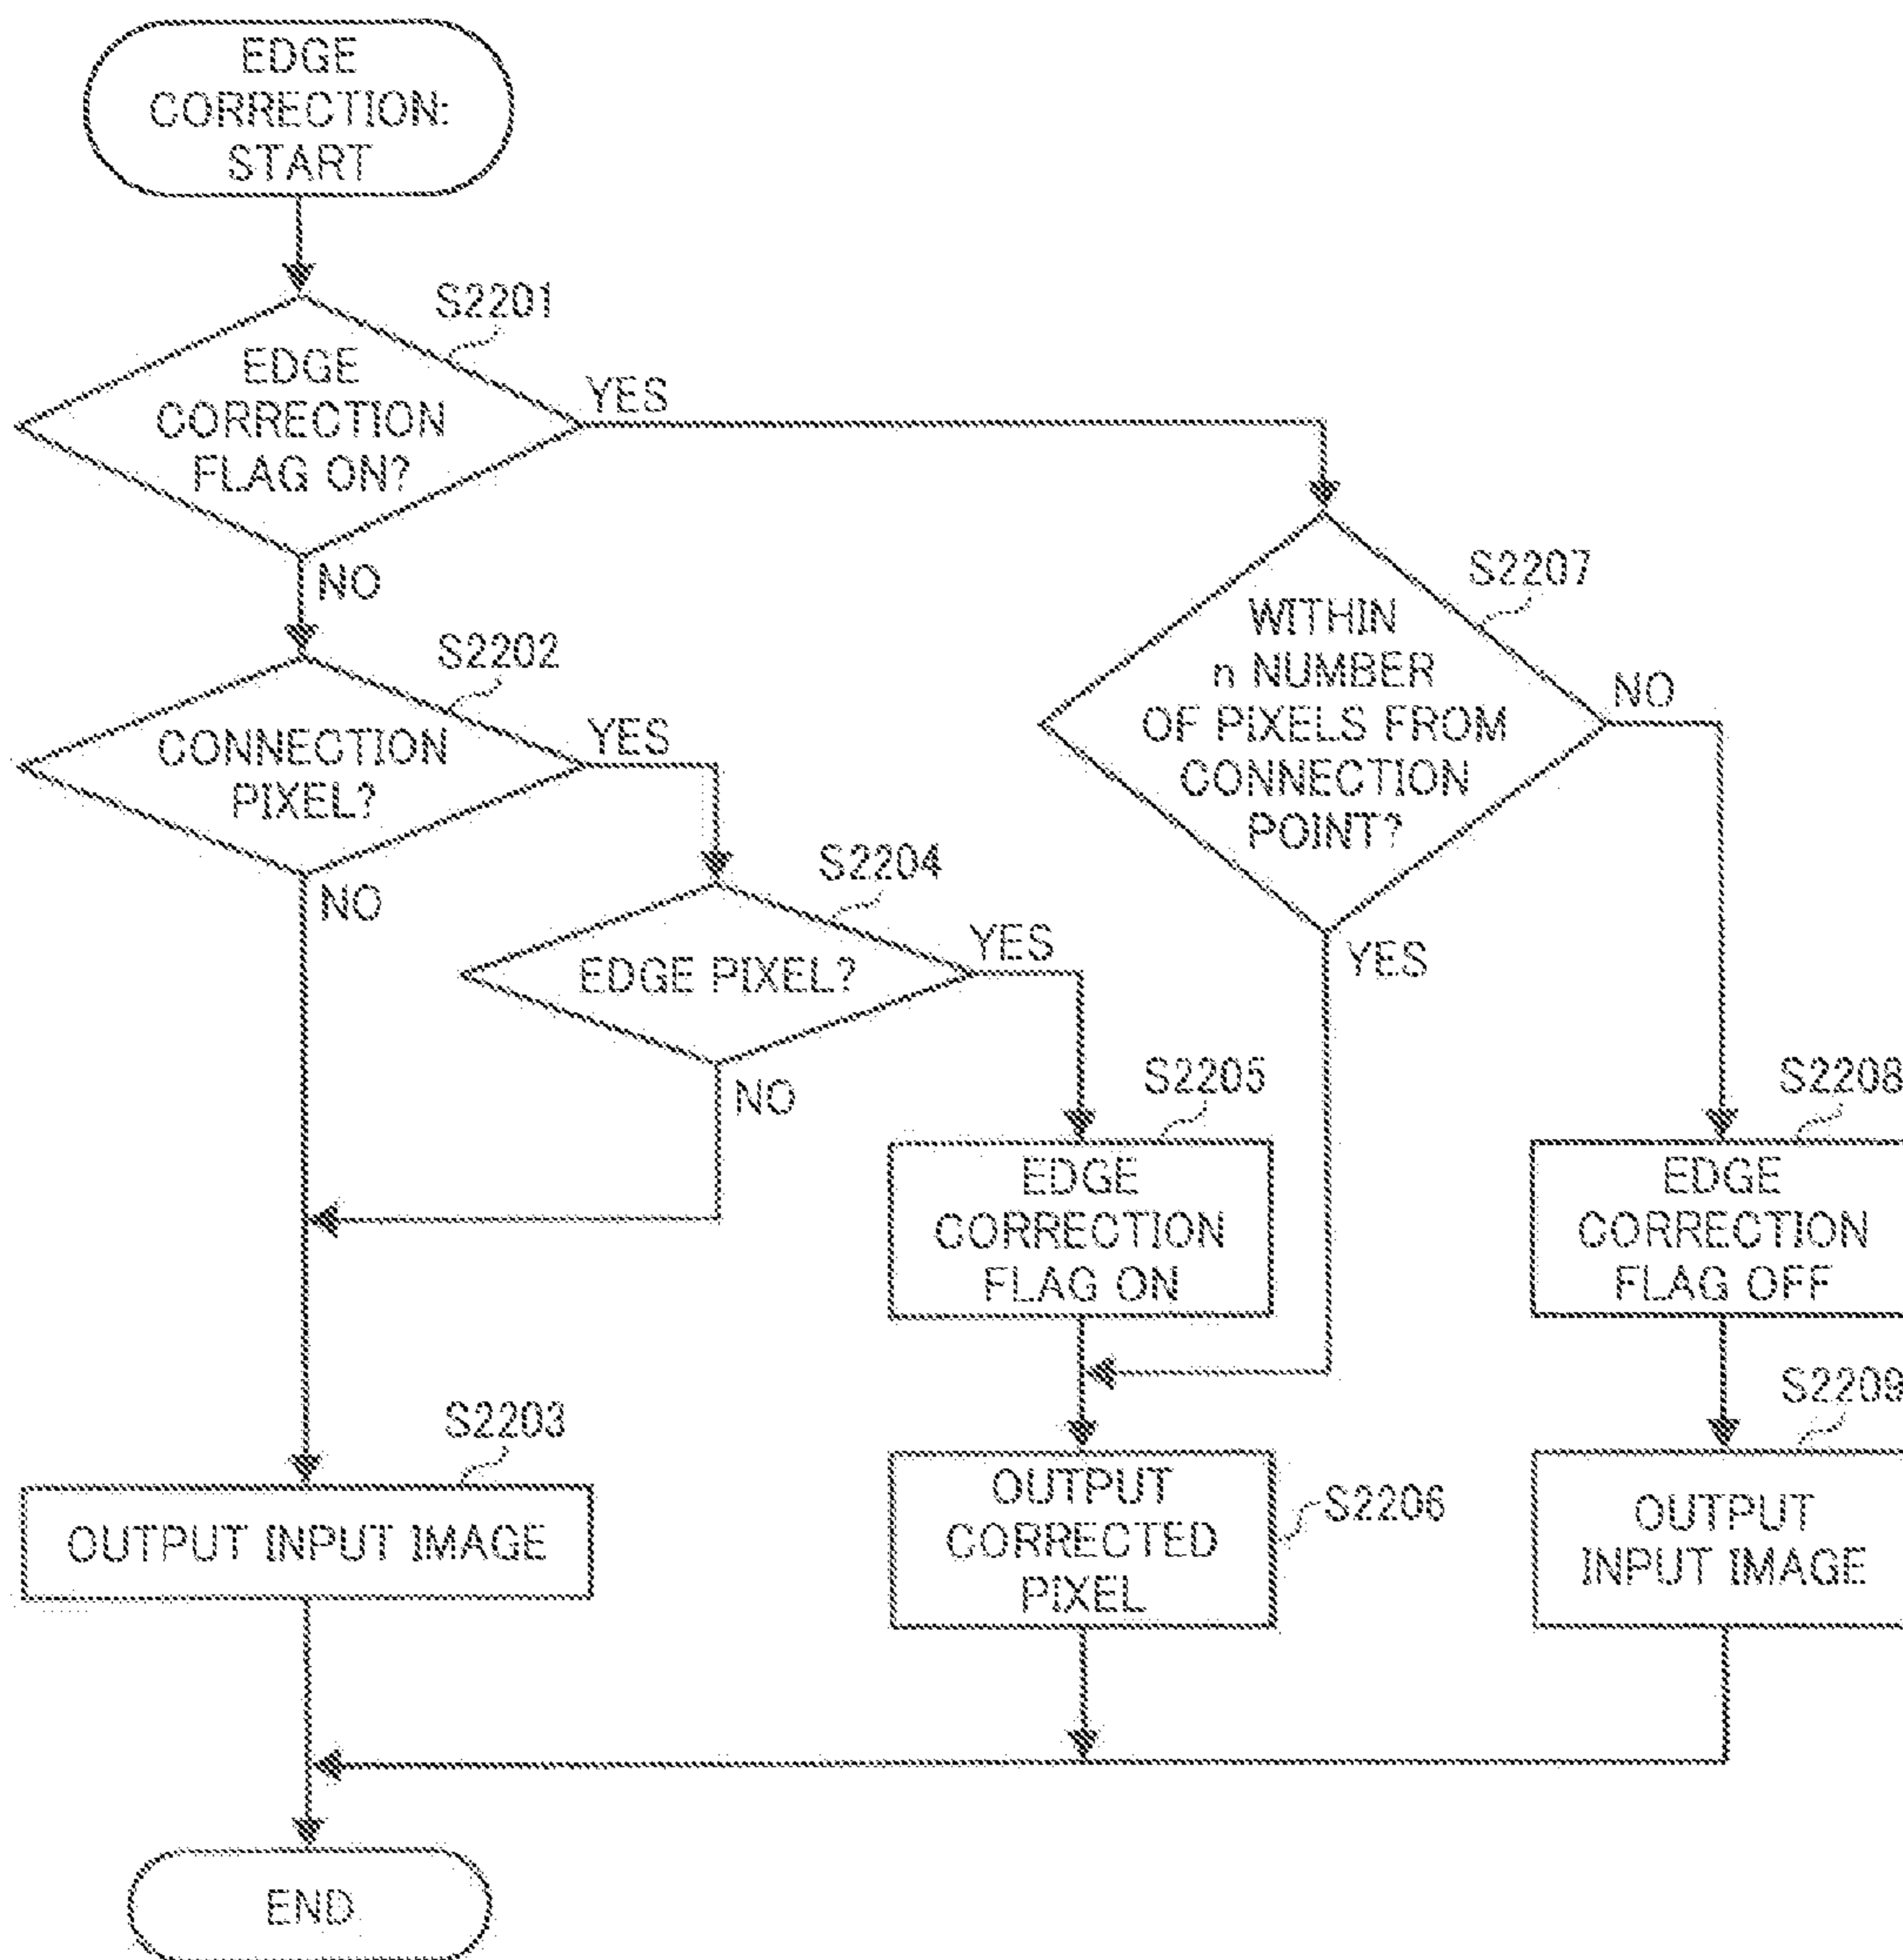 EDGE
CORRECTION:
START
S2201
EDGE
CORRECTION
FLAG ON?
YES
NO
S2202
CONNECTION
PIXEL?
YES
NO
S2207
WITHIN
n NUMBER
OF PIXELS FROM
CONNECTION
POINT?
NO
YES
S2204
EDGE PIXEL?
YES
NO
S2205
EDGE
CORRECTION
FLAG ON
S2208
EDGE
CORRECTION
FLAG OFF
S2203
OUTPUT INPUT IMAGE
OUTPUT
CORRECTED
PIXEL
S2206
S2209
OUTPUT
INPUT IMAGE
END